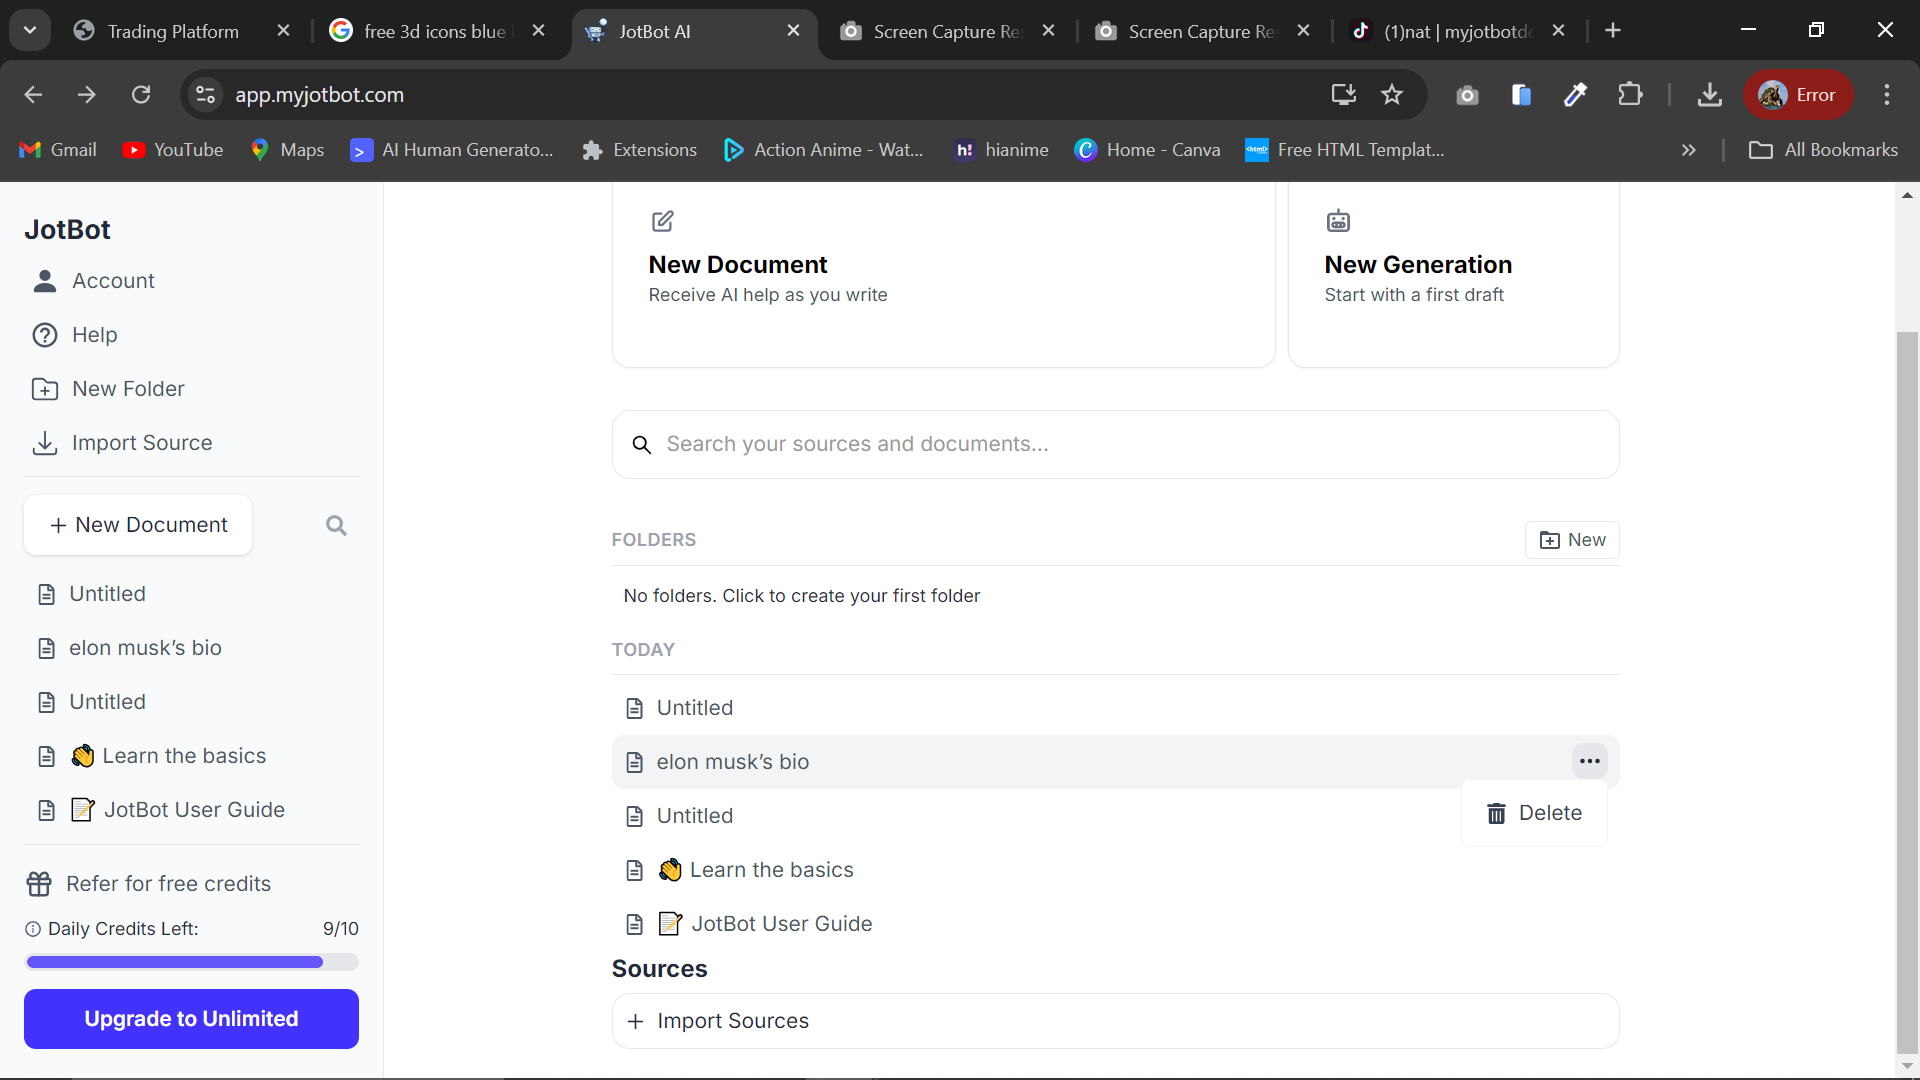 Trading Platform
free 3d icons blue
JotBot AI
Screen Capture Re
Screen Capture Re
(1)nat | myjotbotd
app.myjotbot.com
Error
Gmail
YouTube
Maps
AI Human Generato...
Extensions
Action Anime - Wat...
h! hianime
Home - Canva
Free HTML Templat...
All Bookmarks
JotBot
Account
Help
New Folder
Import Source
+ New Document
Untitled
elon musk’s bio
Untitled
👏 Learn the basics
📝 JotBot User Guide
Refer for free credits
Daily Credits Left: 9/10
Upgrade to Unlimited
New Document
Receive AI help as you write
New Generation
Start with a first draft
Search your sources and documents...
FOLDERS
New
No folders. Click to create your first folder
TODAY
Untitled
elon musk’s bio
Delete
Untitled
👏 Learn the basics
📝 JotBot User Guide
Sources
+ Import Sources